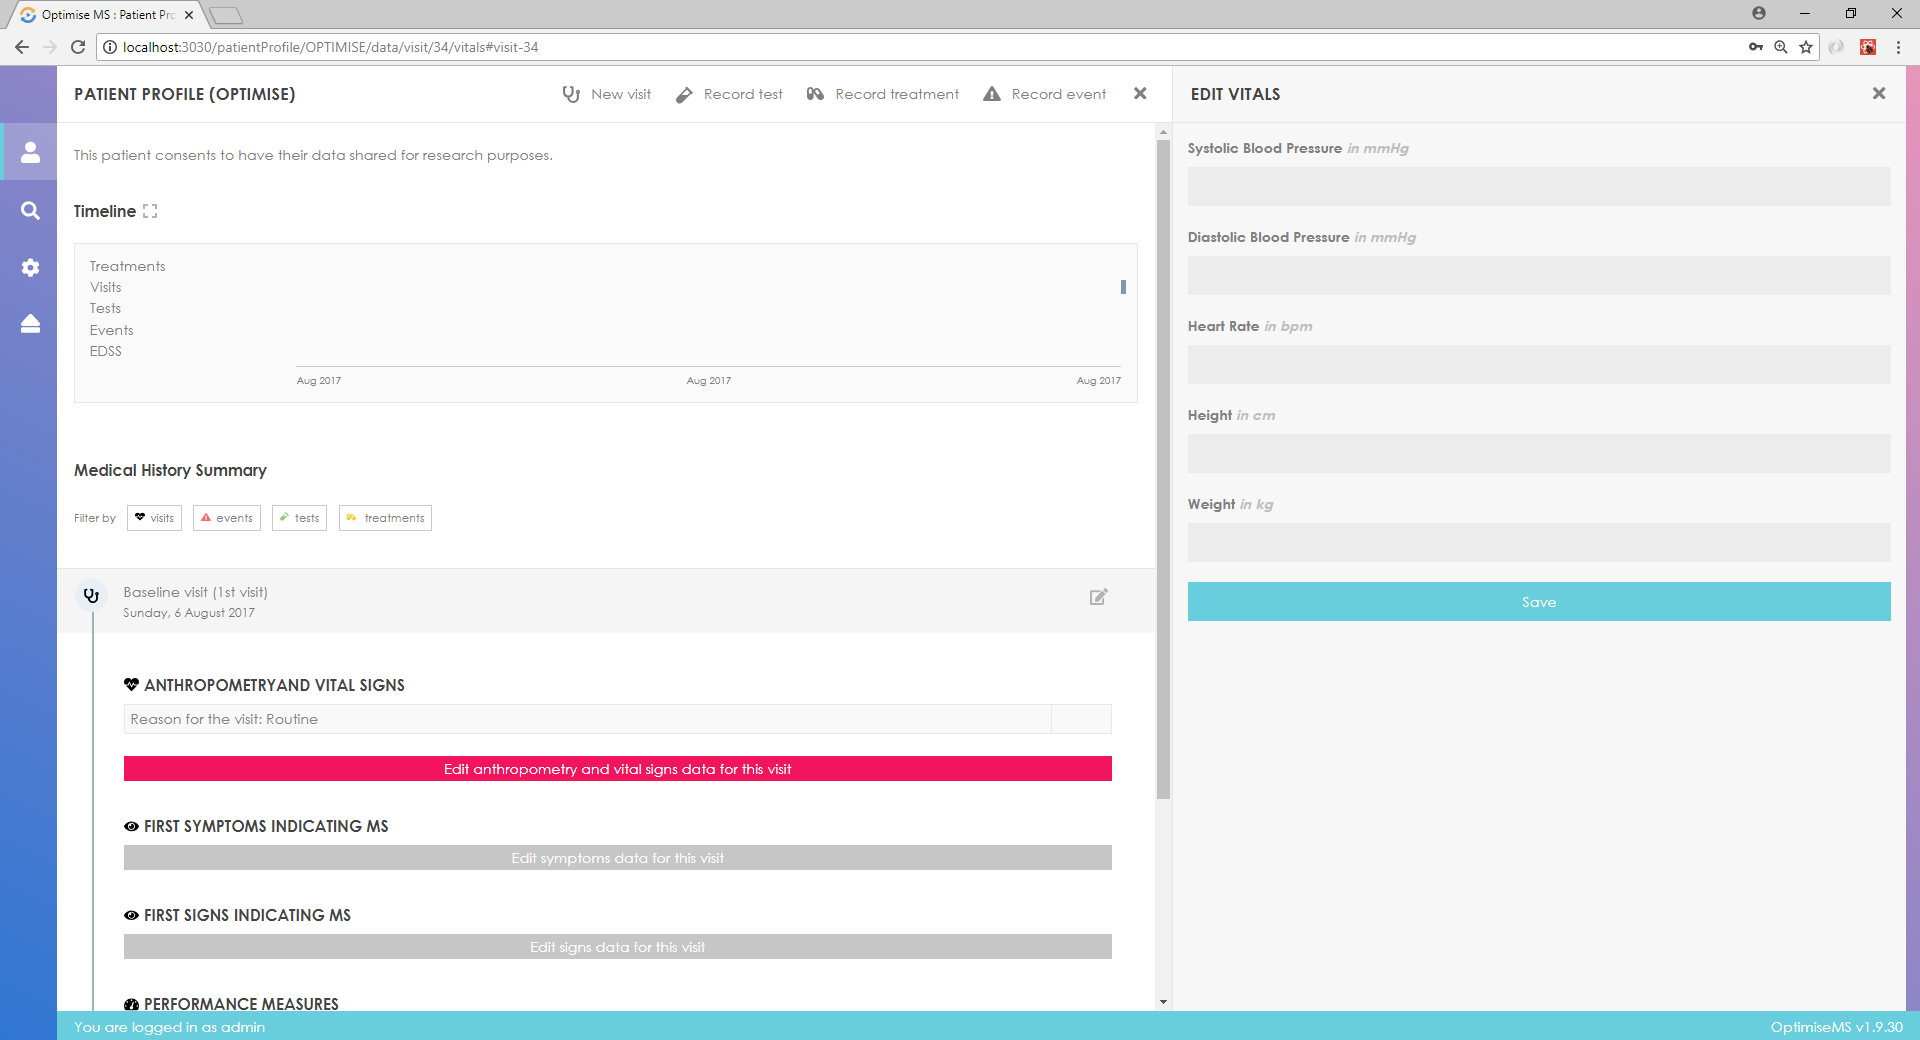 Optimise MS : Patient Pro
localhost:3030/patientProfile/OPTIMISE/data/visit/34/vitals#visit-34
PATIENT PROFILE (OPTIMISE)
New visit
Record test
Record treatment
Record event
This patient consents to have their data shared for research purposes.
Timeline
Treatments
Visits
Tests
Events
EDSS
Aug 2017
Aug 2017
Aug 2017
Medical History Summary
Filter by
visits
events
tests
treatments
Baseline visit (1st visit)
Sunday, 6 August 2017
ANTHROPOMETRYAND VITAL SIGNS
Reason for the visit: Routine
Edit anthropometry and vital signs data for this visit
FIRST SYMPTOMS INDICATING MS
Edit symptoms data for this visit
FIRST SIGNS INDICATING MS
Edit signs data for this visit
PERFORMANCE MEASURES
EDIT VITALS
Systolic Blood Pressure in mmHg
Diastolic Blood Pressure in mmHg
Heart Rate in bpm
Height in cm
Weight in kg
Save
You are logged in as admin
OptimiseMS v1.9.30